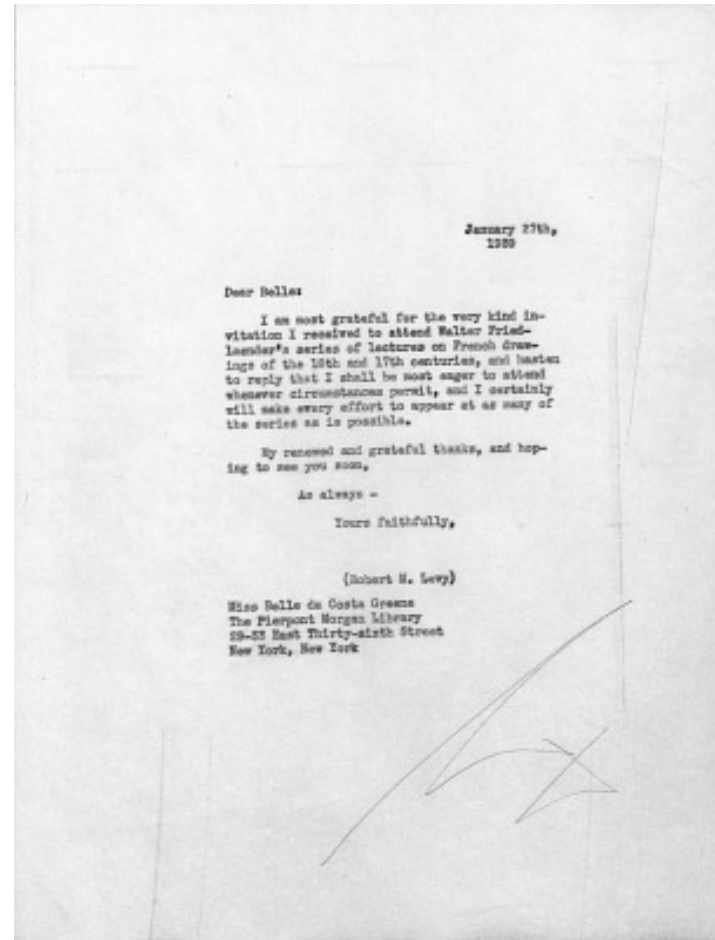 January 27th,
1939
Dear Belle:
I am most grateful for the very kind in-
vitation I received to attend Walter Fried-
laender's series of lectures on French draw-
ings of the 16th and 17th centuries, and hasten
to reply that I shall be most eager to attend
whenever circumstances permit, and I certainly
will make every effort to appear at as many of
the series as is possible.
My renewed and grateful thanks, and hop-
ing to see you soon,
As always -
Yours faithfully,
(Robert M. Levy)
Miss Belle da Costa Greene
The Pierpont Morgan Library
29-33 East Thirty-sixth Street
New York, New York